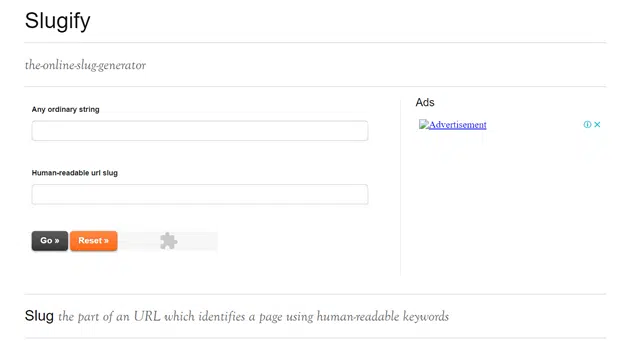 Slugify
the-online-slug-generator
Any ordinary string
Ads
Advertisement
Human-readable url slug
Go »
Reset »
Slug the part of an URL which identifies a page using human-readable keywords